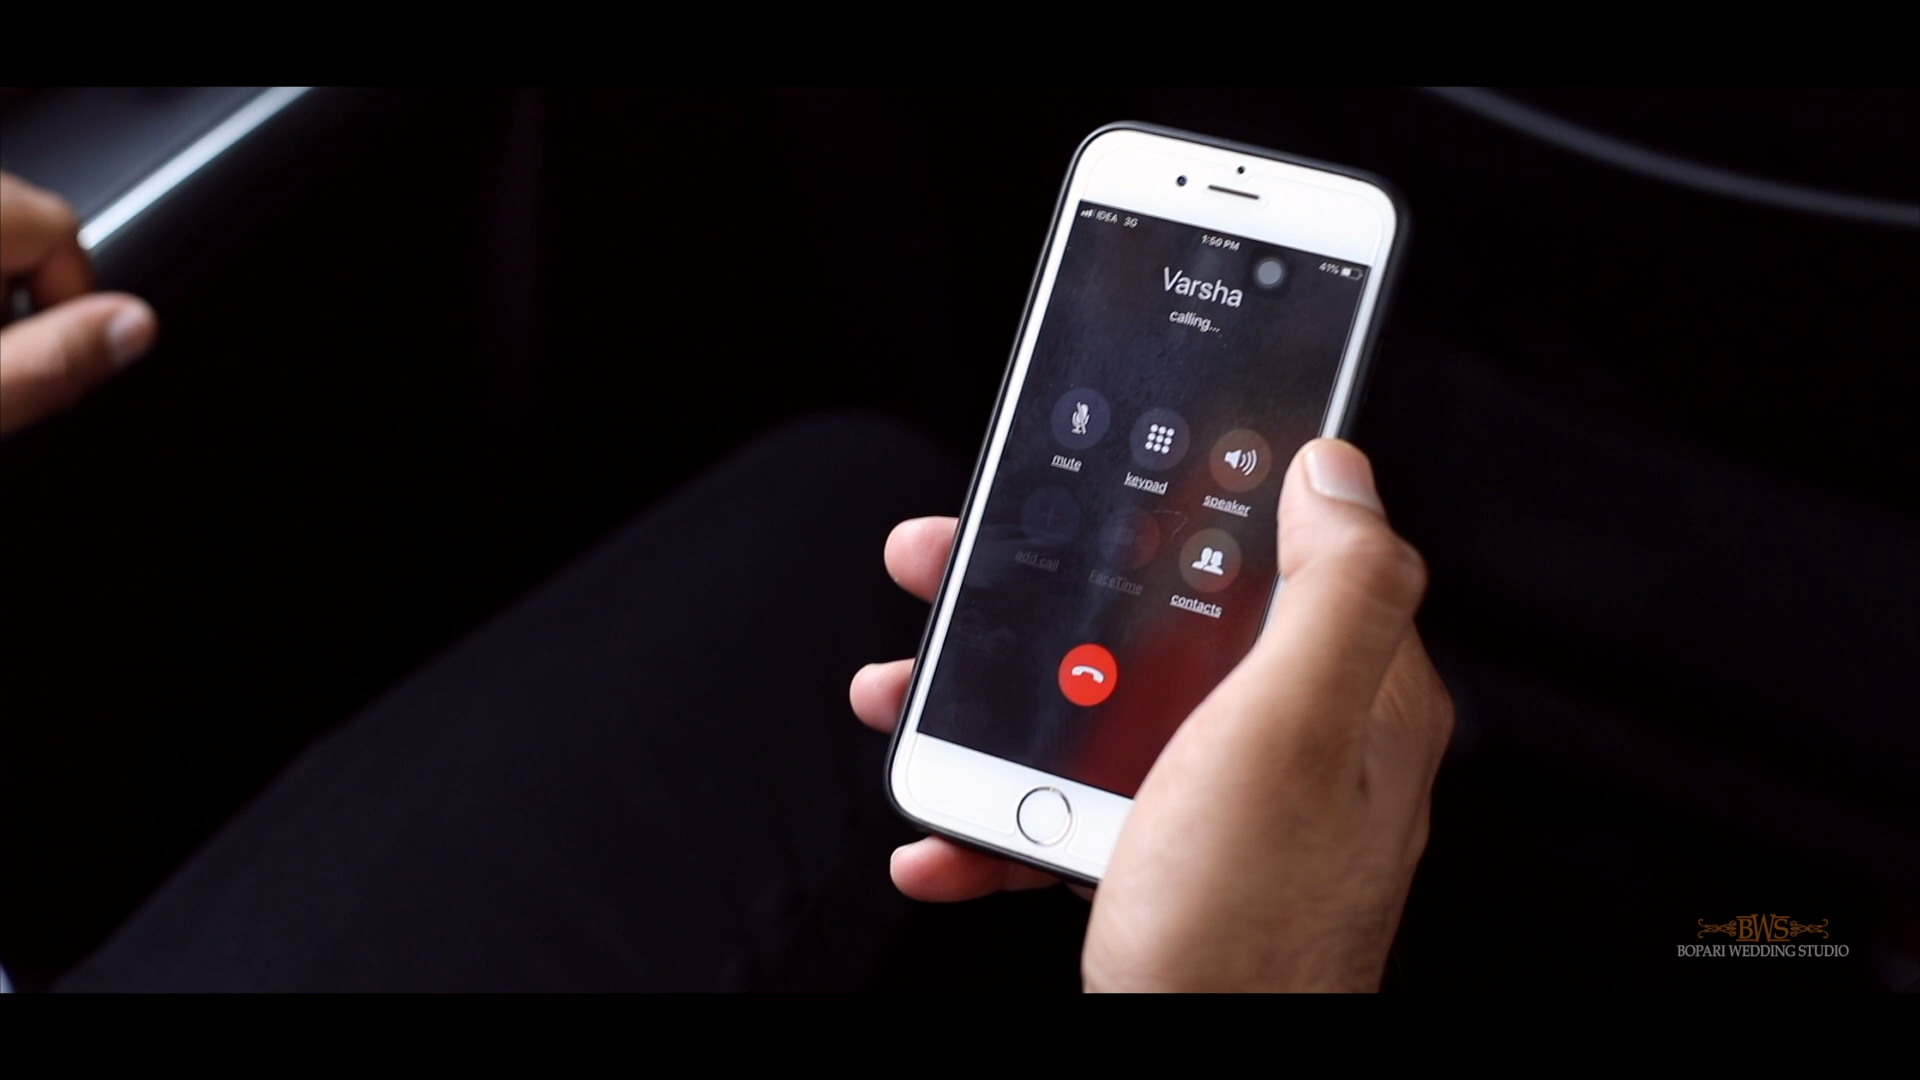 IDEA 3G
1:50 PM
41%
Varsha
calling...
mute
keypad
speaker
add call
FaceTime
contacts
BWS
BOPARI WEDDING STUDIO